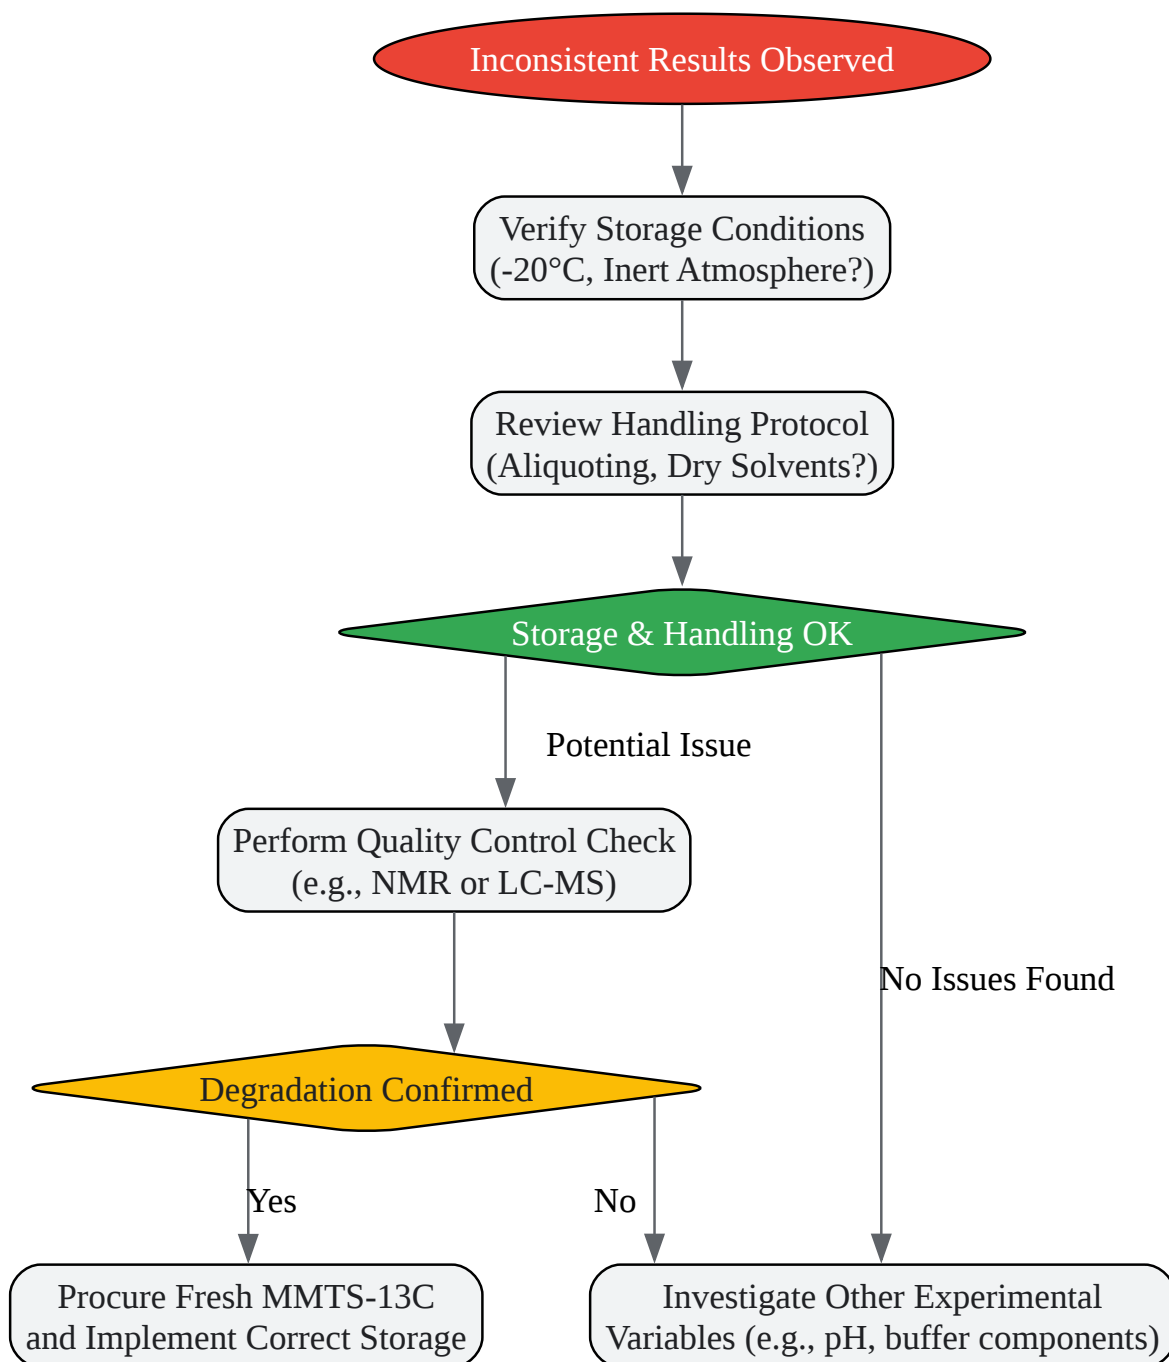 Inconsistent Results Observed
Verify Storage Conditions
(-20°C, Inert Atmosphere?)
Review Handling Protocol
(Aliquoting, Dry Solvents?)
Storage & Handling OK
Potential Issue
Perform Quality Control Check
(e.g., NMR or LC-MS)
No Issues Found
Degradation Confirmed
Yes
No
Procure Fresh MMTS-13C
and Implement Correct Storage
Investigate Other Experimental
Variables (e.g., pH, buffer components)